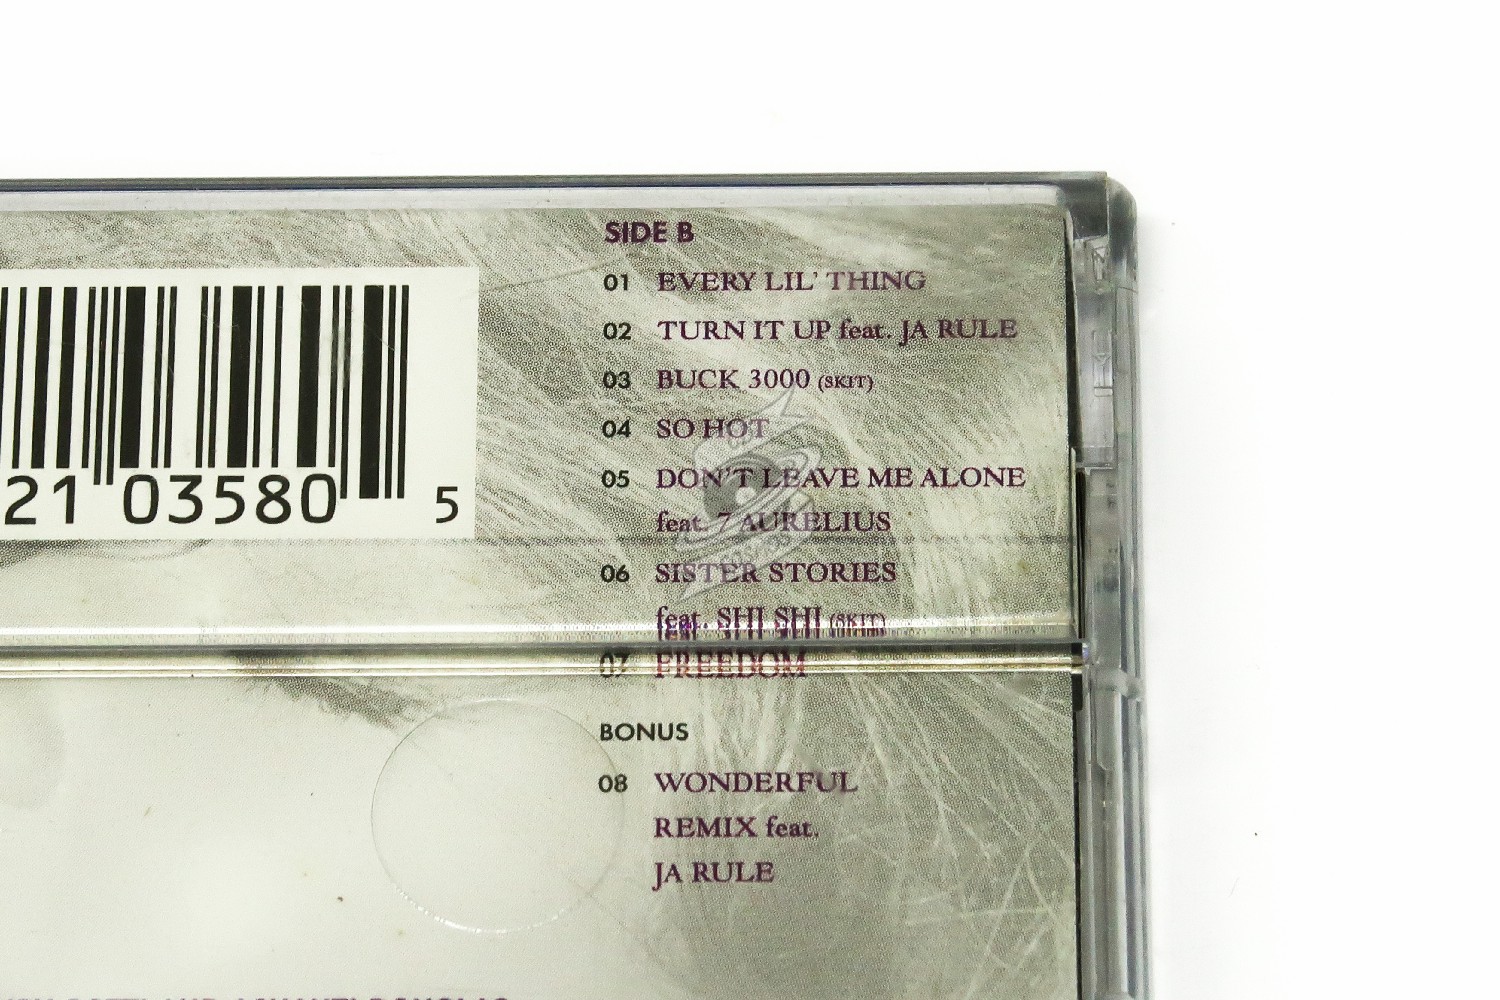 SIDE B
01 EVERY LIL' THING
02 TURN IT UP feat. JA RULE
03 BUCK 3000 (SKIT)
04 SO HOT
05 DON'T LEAVE ME ALONE
feat. 7 AURELIUS
06 SISTER STORIES
feat. SHI SHI (SKIT)
07 FREEDOM
BONUS
08 WONDERFUL
REMIX feat.
JA RULE
21 03580 5